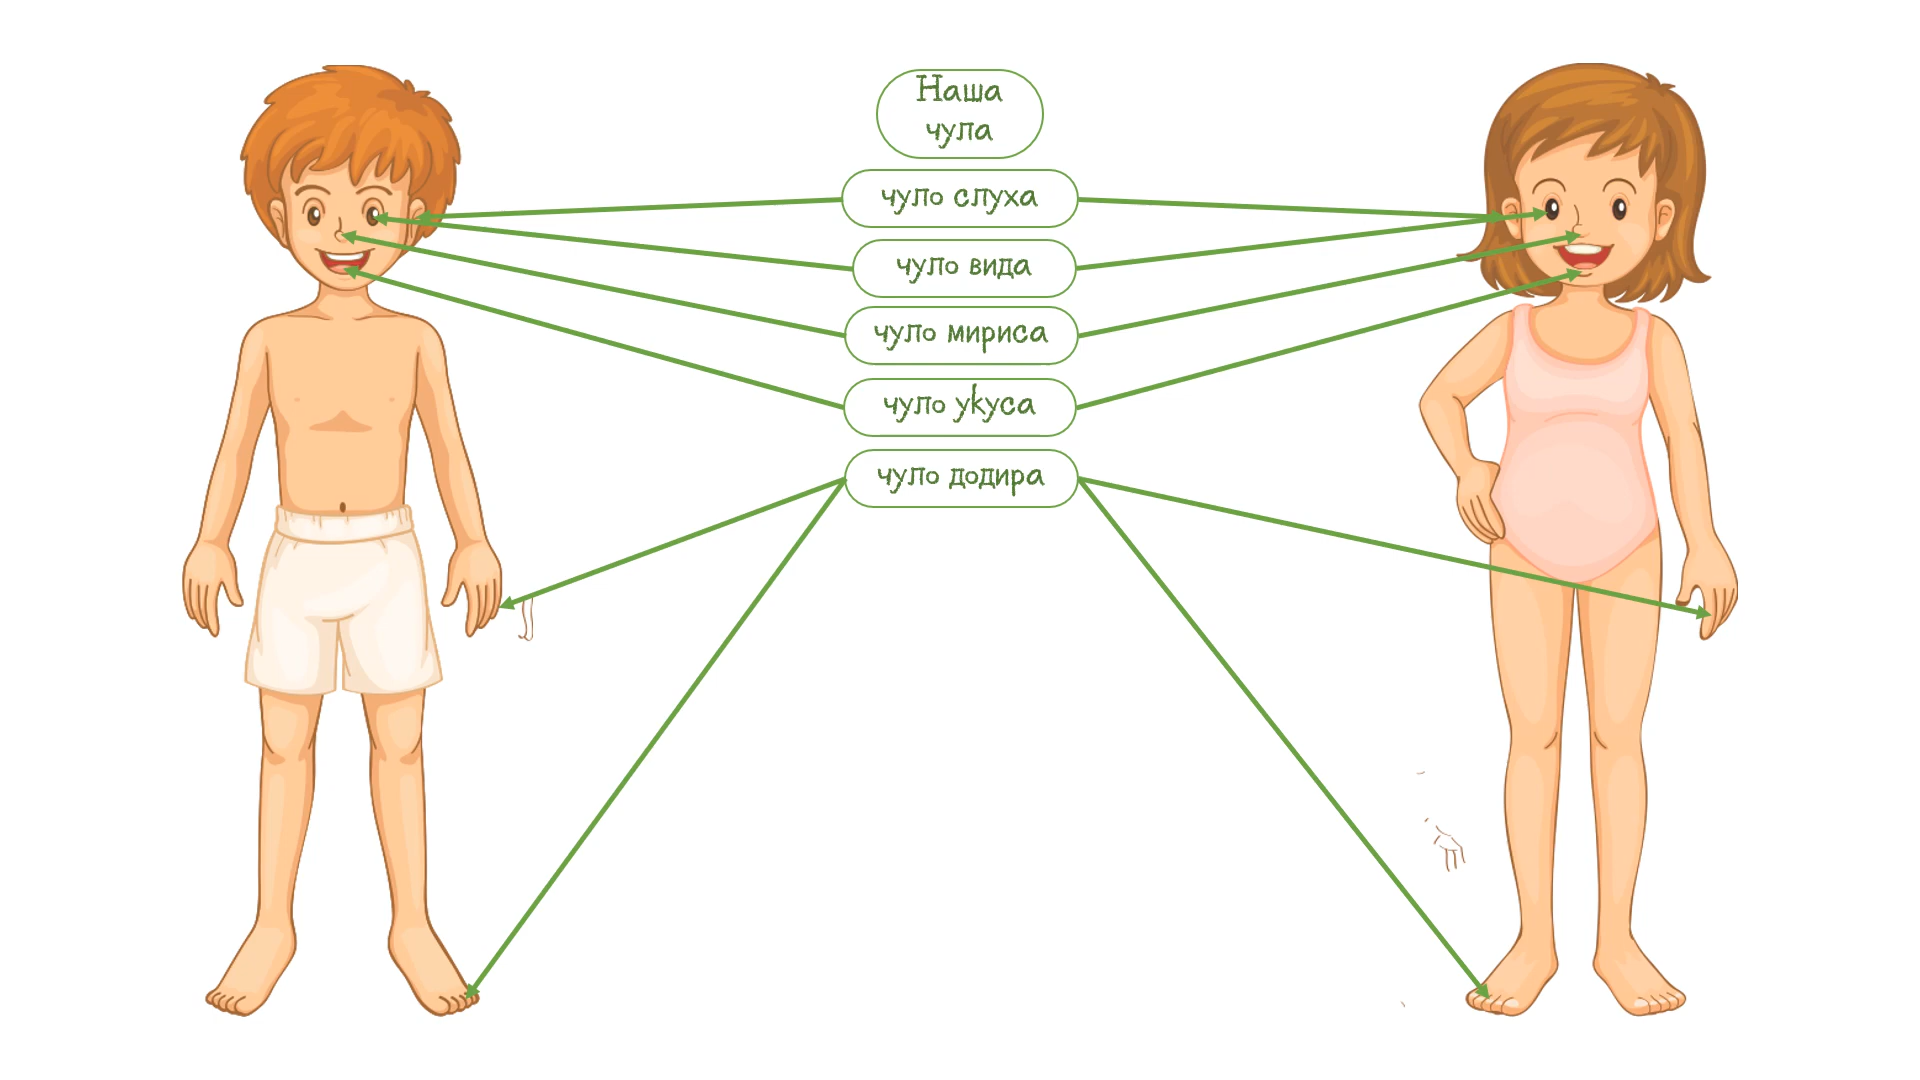 Наша
чула
чуло слуха
чуло вида
чуло мириса
чуло укуса
чуло додира